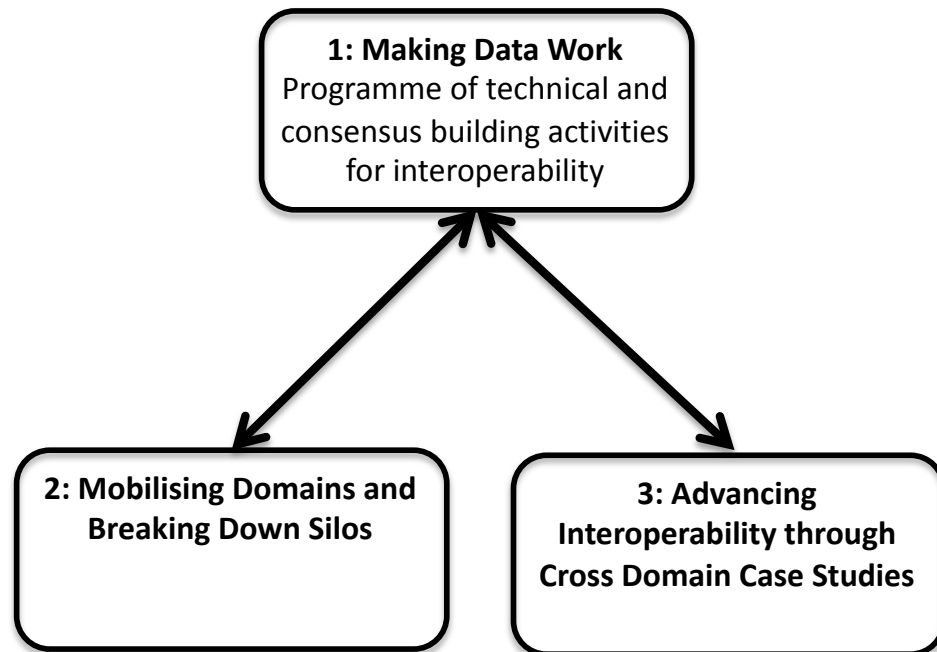 1: Making Data Work
Programme of technical and
consensus building activities
for interoperability
2: Mobilising Domains and
Breaking Down Silos
3: Advancing
Interoperability through
Cross Domain Case Studies